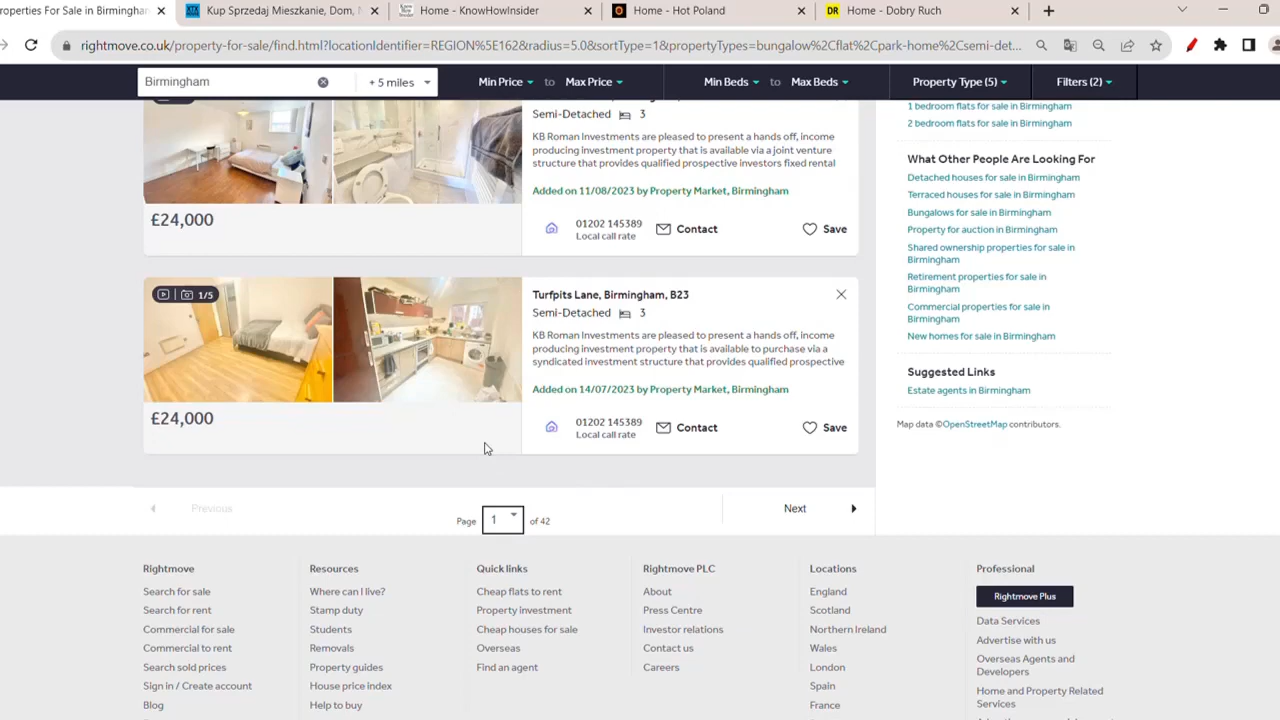 roperties For Sale in Birmingham
Kup Sprzedaj Mieszkanie, Dom,
Home - KnowHowInsider
Home - Hot Poland
DR Home - Dobry Ruch
rightmove.co.uk/property-for-sale/find.html?locationIdentifier=REGION%5E162&radius=5.0&sortType=1&propertyTypes=bungalow%2Cflat%2Cpark-home%2Csemi-det...
Birmingham
+ 5 miles
Min Price to Max Price
Min Beds to Max Beds
Property Type (5)
Filters (2)
Semi-Detached 3
KB Roman Investments are pleased to present a hands off, income
producing investment property that is available via a joint venture
structure that provides qualified prospective investors fixed rental
Added on 11/08/2023 by Property Market, Birmingham
£24,000
01202 145389
Local call rate
Contact
Save
1/5
Turfpits Lane, Birmingham, B23
Semi-Detached 3
KB Roman Investments are pleased to present a hands off, income
producing investment property that is available to purchase via a
syndicated investment structure that provides qualified prospective
Added on 14/07/2023 by Property Market, Birmingham
£24,000
01202 145389
Local call rate
Contact
Save
1 bedroom flats for sale in Birmingham
2 bedroom flats for sale in Birmingham
What Other People Are Looking For
Detached houses for sale in Birmingham
Terraced houses for sale in Birmingham
Bungalows for sale in Birmingham
Property for auction in Birmingham
Shared ownership properties for sale in
Birmingham
Retirement properties for sale in
Birmingham
Commercial properties for sale in
Birmingham
New homes for sale in Birmingham
Suggested Links
Estate agents in Birmingham
Map data ©OpenStreetMap contributors.
Previous
Page 1 of 42
Next
Rightmove
Search for sale
Search for rent
Commercial for sale
Commercial to rent
Search sold prices
Sign in / Create account
Blog
Resources
Where can I live?
Stamp duty
Students
Removals
Property guides
House price index
Help to buy
Quick links
Cheap flats to rent
Property investment
Cheap houses for sale
Overseas
Find an agent
Rightmove PLC
About
Press Centre
Investor relations
Contact us
Careers
Locations
England
Scotland
Northern Ireland
Wales
London
Spain
France
Professional
Rightmove Plus
Data Services
Advertise with us
Overseas Agents and
Developers
Home and Property Related
Services